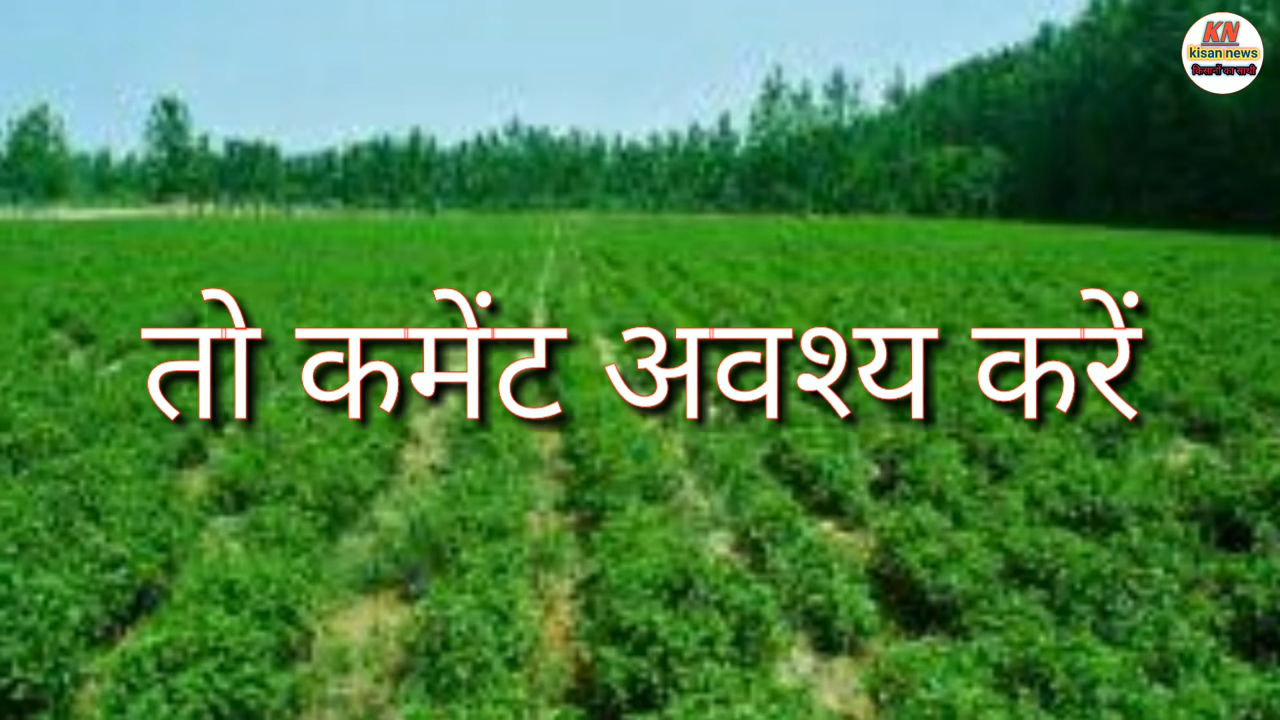 KN
kisan news
किसानों का साथी
तो कमेंट अवश्य करें